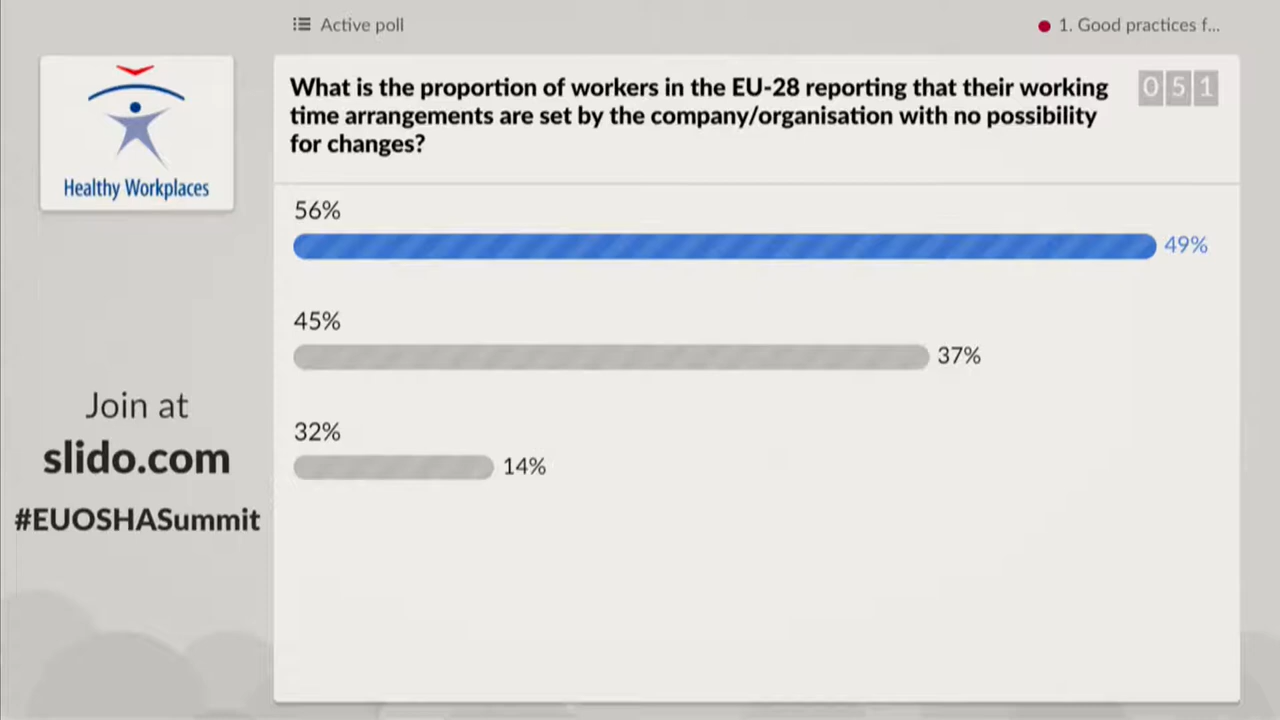 Active poll
1. Good practices f...
Healthy Workplaces
What is the proportion of workers in the EU-28 reporting that their working
time arrangements are set by the company/organisation with no possibility
for changes?
051
56%
49%
45%
37%
32%
14%
Join at
slido.com
#EUOSHASummit